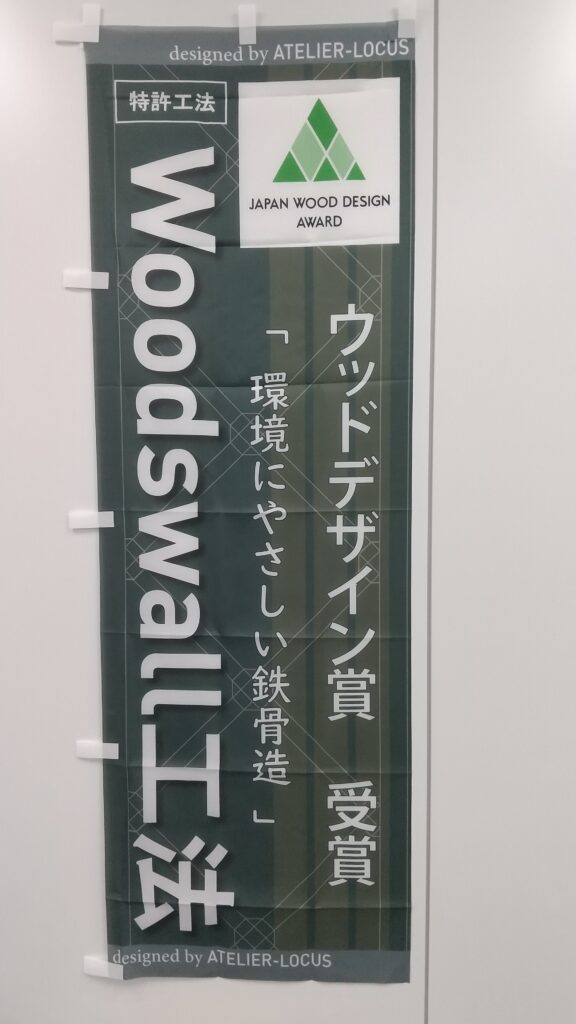 designed by ATELIER-LOCUS
特許工法
JAPAN WOOD DESIGN
AWARD
ウッドデザイン賞 受賞
「環境にやさしい鉄骨造」
Woodswall工法
designed by ATELIER-LOCUS